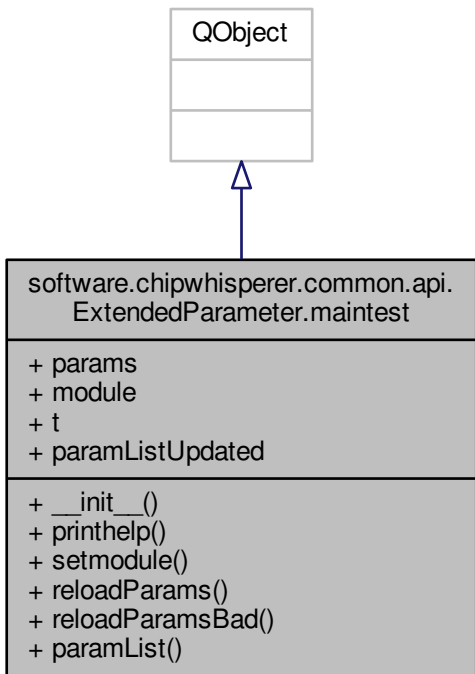 QObject
software.chipwhisperer.common.api.
ExtendedParameter.maintest
+ params
+ module
+ t
+ paramListUpdated
+ __init__()
+ printhelp()
+ setmodule()
+ reloadParams()
+ reloadParamsBad()
+ paramList()